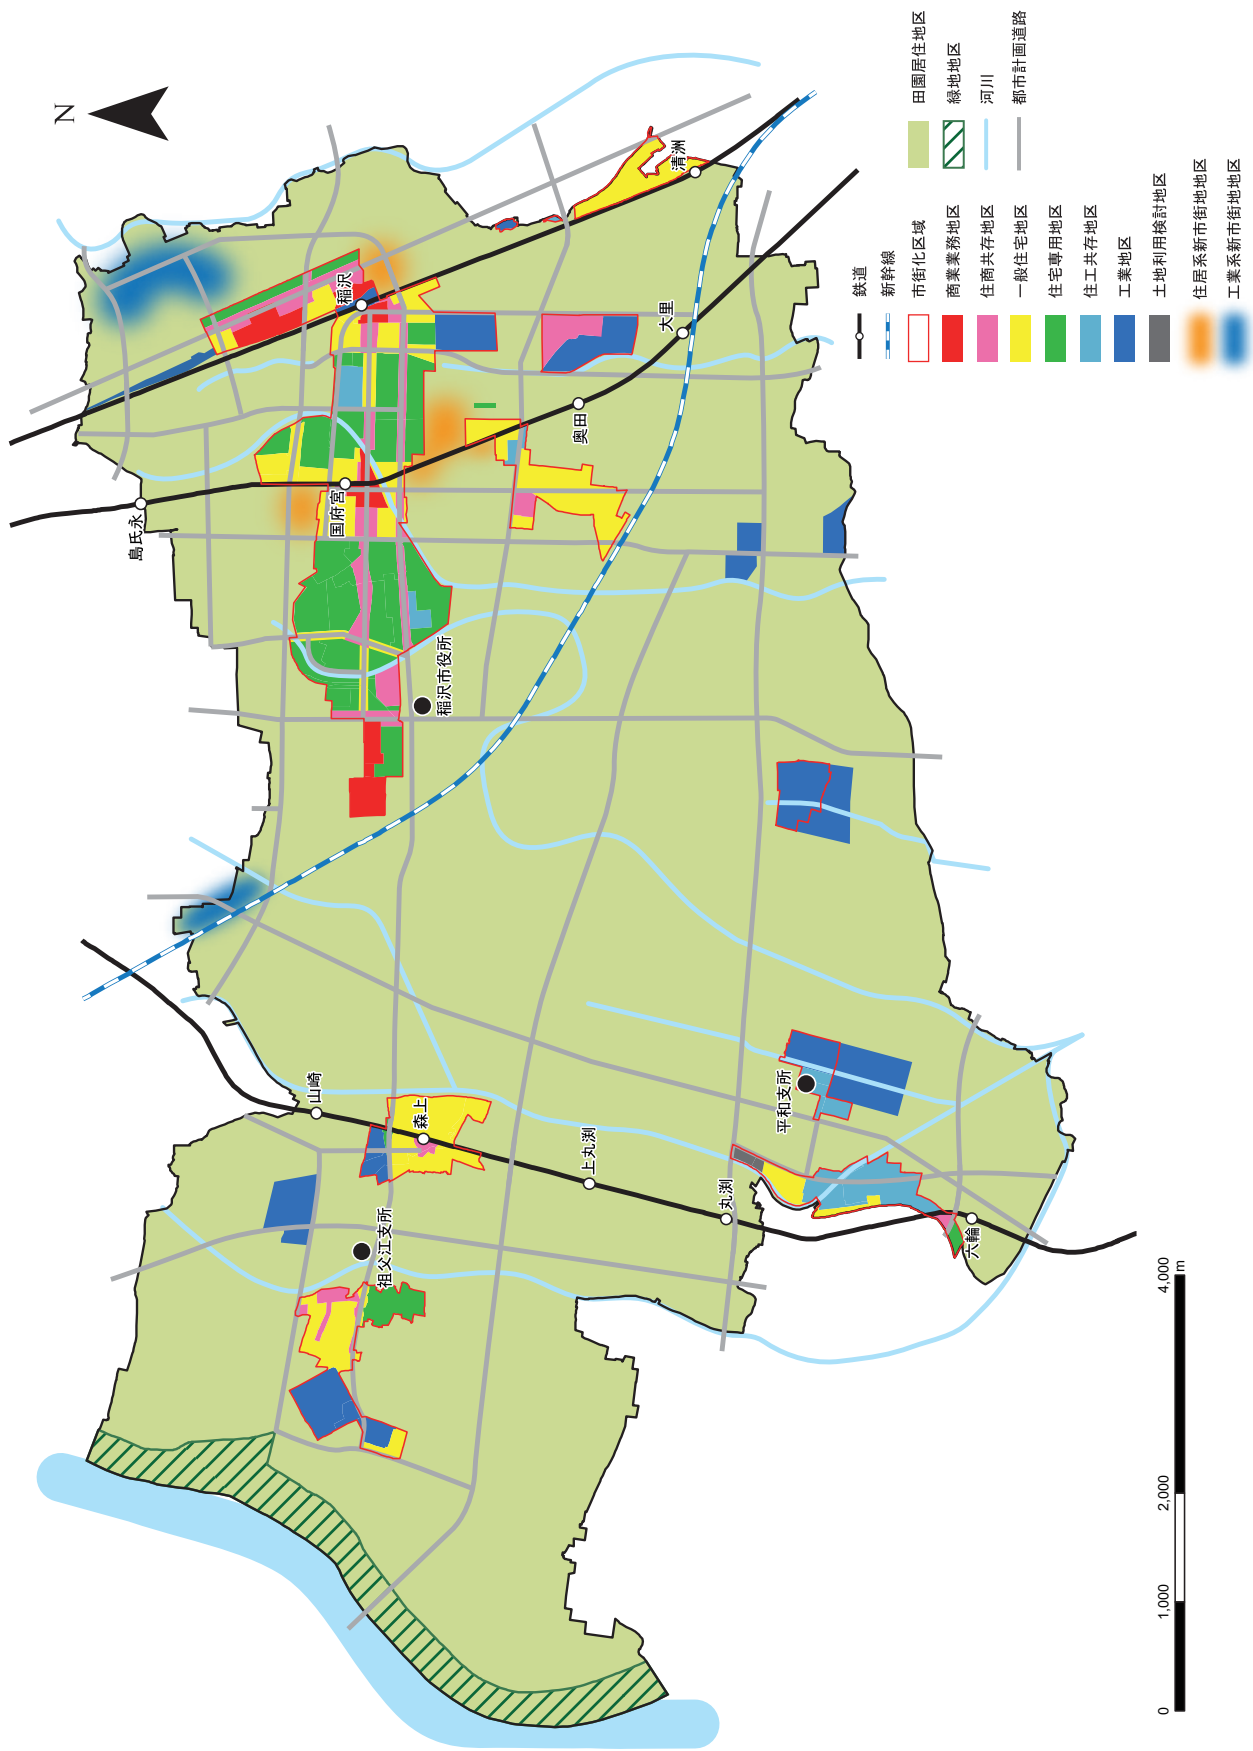 N
島氏永
国府宮
稲沢
清洲
大里
奥田
稲沢市役所
山崎
森上
上丸渕
丸渕
祖父江支所
平和支所
六輪
鉄道
新幹線
市街化区域
商業業務地区
住商共存地区
一般住宅地区
住宅専用地区
住工共存地区
工業地区
土地利用検討地区
住居系新市街地地区
工業系新市街地地区
田園居住地区
緑地地区
河川
都市計画道路
0 1,000 2,000 4,000
m